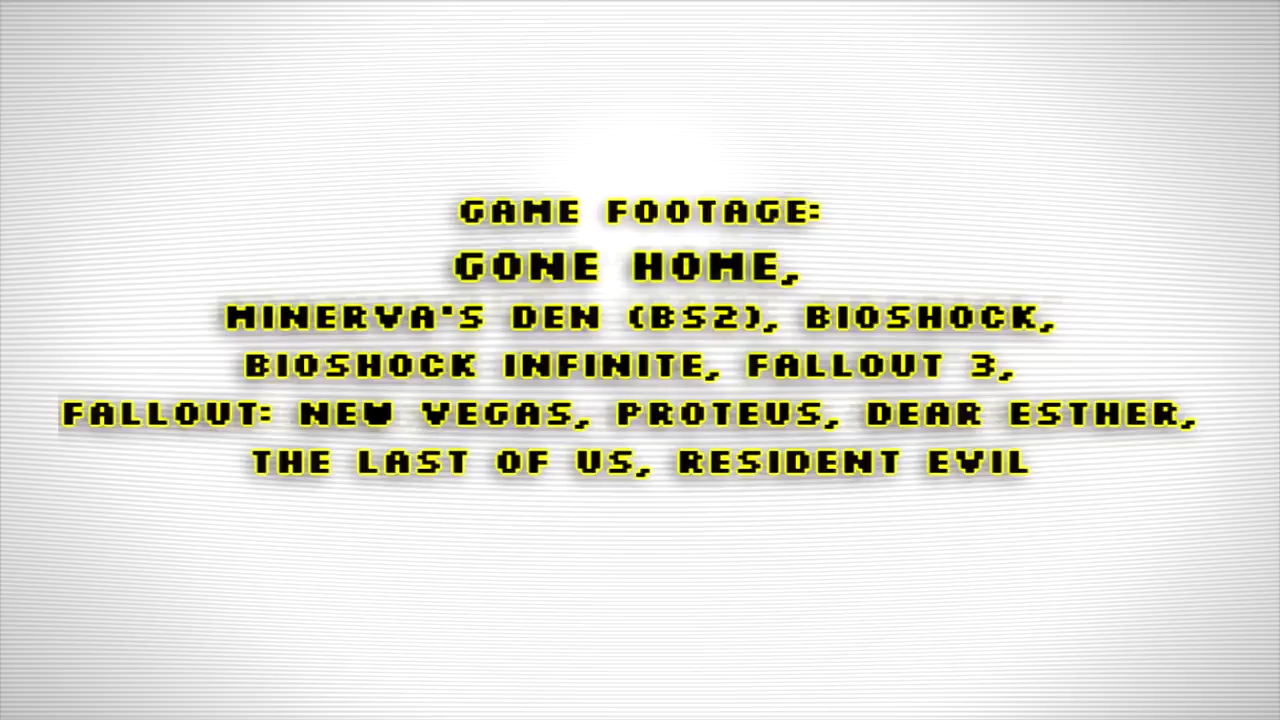 GAME FOOTAGE:
GONE HOME,
MINERVA'S DEN (BS2), BIOSHOCK,
BIOSHOCK INFINITE, FALLOUT 3,
FALLOUT: NEW VEGAS, PROTEUS, DEAR ESTHER,
THE LAST OF US, RESIDENT EVIL